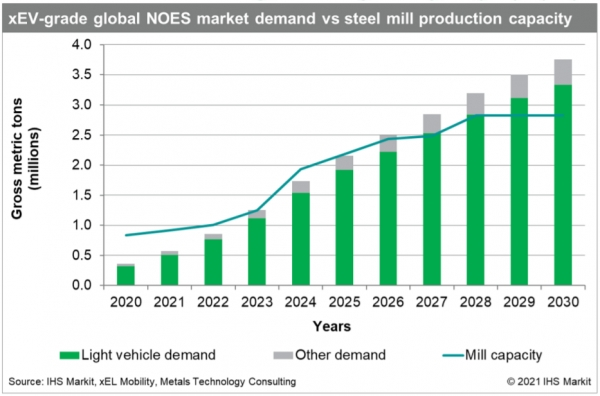 xEV-grade global NOES market demand vs steel mill production capacity
Gross metric tons
(millions)
4.0
3.5
3.0
2.5
2.0
1.5
1.0
0.5
0.0
2020 2021 2022 2023 2024 2025 2026 2027 2028 2029 2030
Years
Light vehicle demand Other demand Mill capacity
Source: IHS Markit, xEL Mobility, Metals Technology Consulting © 2021 IHS Markit